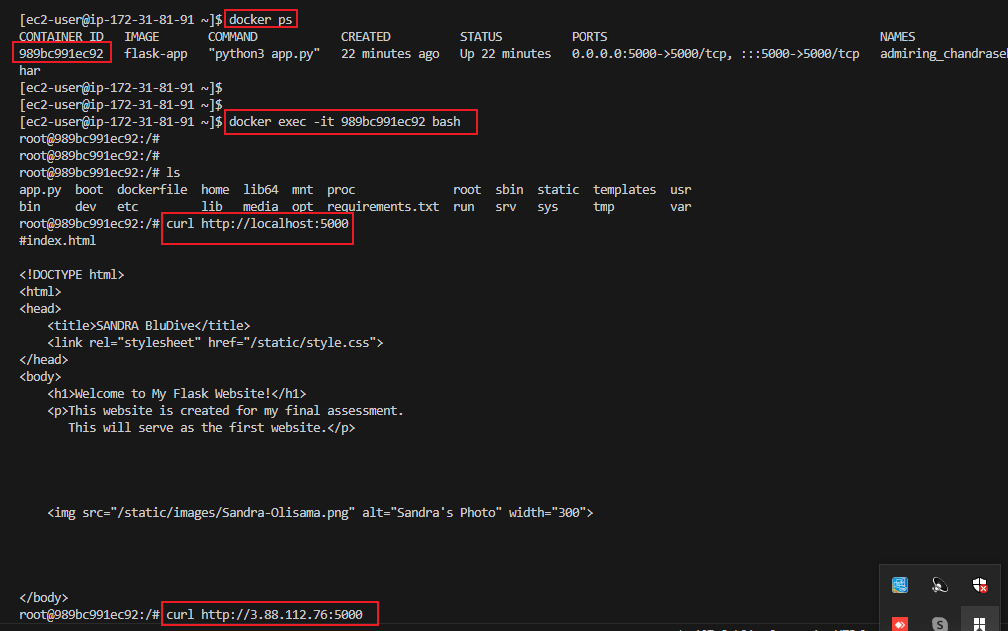 [ec2-user@ip-172-31-81-91 ~]$ docker ps
CONTAINER ID   IMAGE       COMMAND            CREATED          STATUS          PORTS                                       NAMES
989bc991ec92   flask-app   "python3 app.py"   22 minutes ago   Up 22 minutes   0.0.0.0:5000->5000/tcp, :::5000->5000/tcp   admiring_chandrase
har
[ec2-user@ip-172-31-81-91 ~]$
[ec2-user@ip-172-31-81-91 ~]$
[ec2-user@ip-172-31-81-91 ~]$ docker exec -it 989bc991ec92 bash
root@989bc991ec92:/#
root@989bc991ec92:/#
root@989bc991ec92:/# ls
app.py  boot  dockerfile  home  lib64  mnt  proc              root  sbin  static  templates  usr
bin     dev   etc         lib   media  opt  requirements.txt  run   srv   sys     tmp        var
root@989bc991ec92:/# curl http://localhost:5000
#index.html
<!DOCTYPE html>
<html>
<head>
    <title>SANDRA BluDive</title>
    <link rel="stylesheet" href="/static/style.css">
</head>
<body>
    <h1>Welcome to My Flask Website!</h1>
    <p>This website is created for my final assessment.
       This will serve as the first website.</p>
    <img src="/static/images/Sandra-Olisama.png" alt="Sandra's Photo" width="300">
</body>
root@989bc991ec92:/# curl http://3.88.112.76:5000